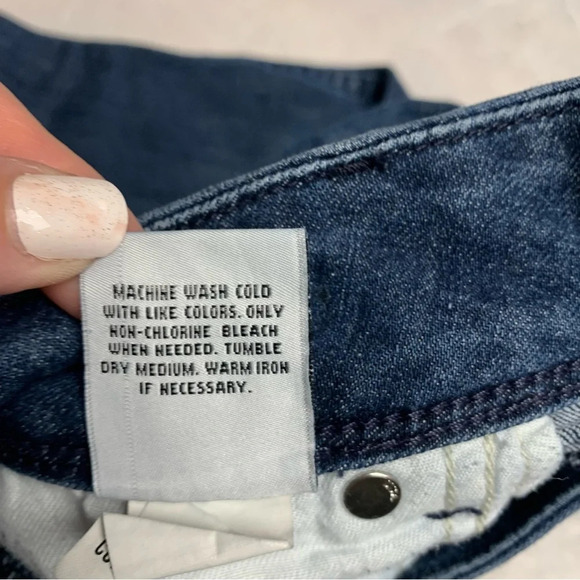 MACHINE WASH COLD
WITH LIKE COLORS. ONLY
NON-CHLORINE BLEACH
WHEN NEEDED. TUMBLE
DRY MEDIUM. WARM IRON
IF NECESSARY.